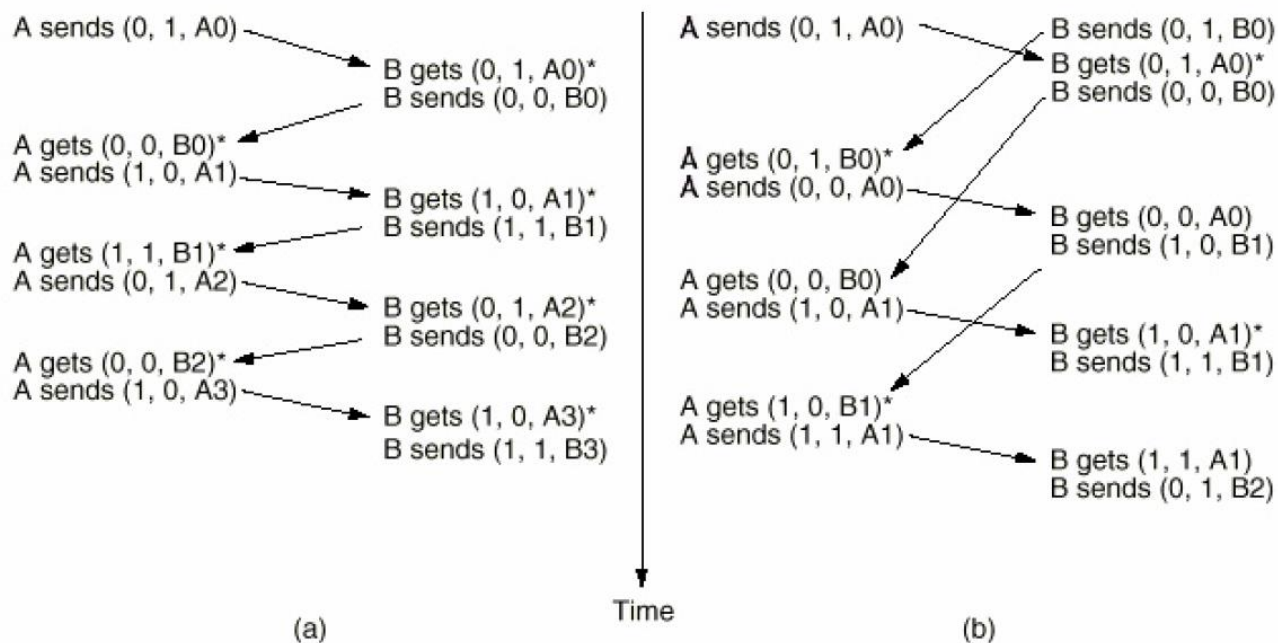 A sends (0, 1, A0)
B gets (0, 1, A0)*
B sends (0, 0, B0)
A gets (0, 0, B0)*
A sends (1, 0, A1)
B gets (1, 0, A1)*
B sends (1, 1, B1)
A gets (1, 1, B1)*
A sends (0, 1, A2)
B gets (0, 1, A2)*
B sends (0, 0, B2)
A gets (0, 0, B2)*
A sends (1, 0, A3)
B gets (1, 0, A3)*
B sends (1, 1, B3)
(a)
Time
A sends (0, 1, A0)
B sends (0, 1, B0)
B gets (0, 1, A0)*
B sends (0, 0, B0)
A gets (0, 1, B0)*
A sends (0, 0, A0)
B gets (0, 0, A0)
B sends (1, 0, B1)
A gets (0, 0, B0)
A sends (1, 0, A1)
B gets (1, 0, A1)*
B sends (1, 1, B1)
A gets (1, 0, B1)*
A sends (1, 1, A1)
B gets (1, 1, A1)
B sends (0, 1, B2)
(b)